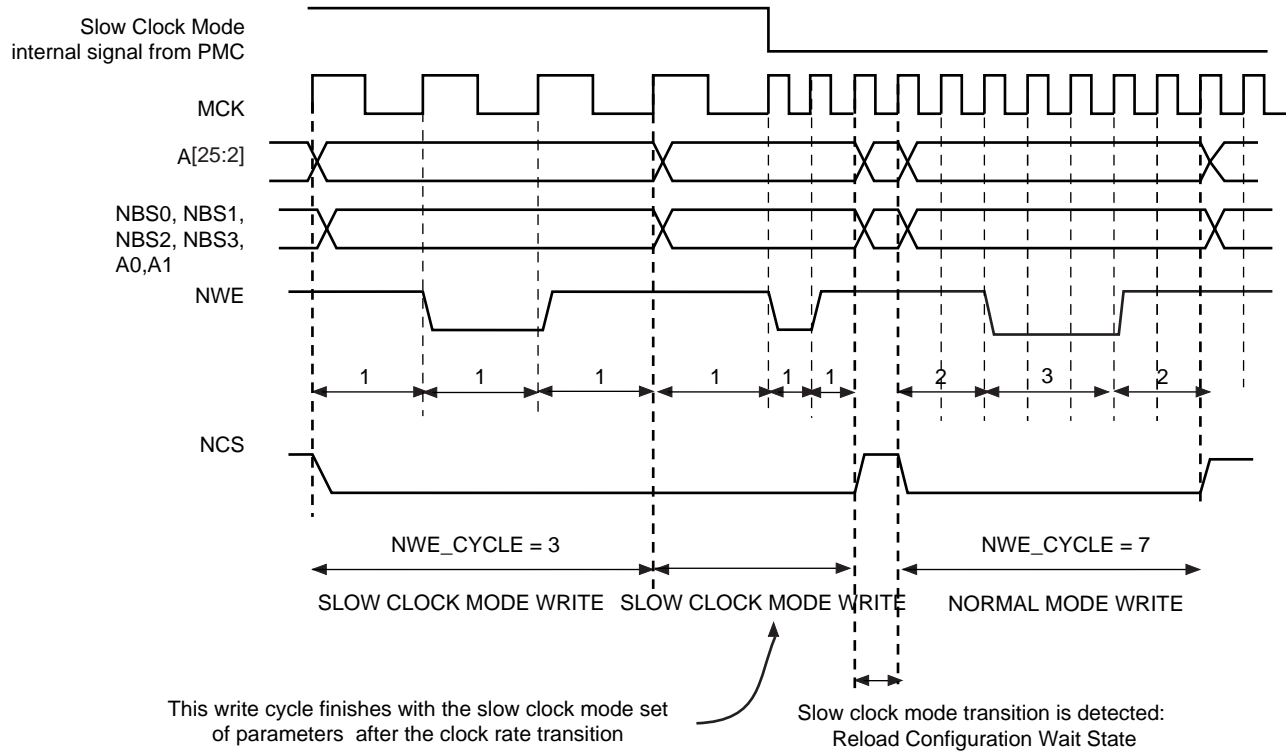 Slow Clock Mode
internal signal from PMC
MCK
A[25:2]
NBS0, NBS1,
NBS2, NBS3,
A0,A1
NWE
1 1 1 1 1 1 2 3 2
NCS
NWE_CYCLE = 3 NWE_CYCLE = 7
SLOW CLOCK MODE WRITE SLOW CLOCK MODE WRITE NORMAL MODE WRITE
This write cycle finishes with the slow clock mode set
of parameters after the clock rate transition
Slow clock mode transition is detected:
Reload Configuration Wait State